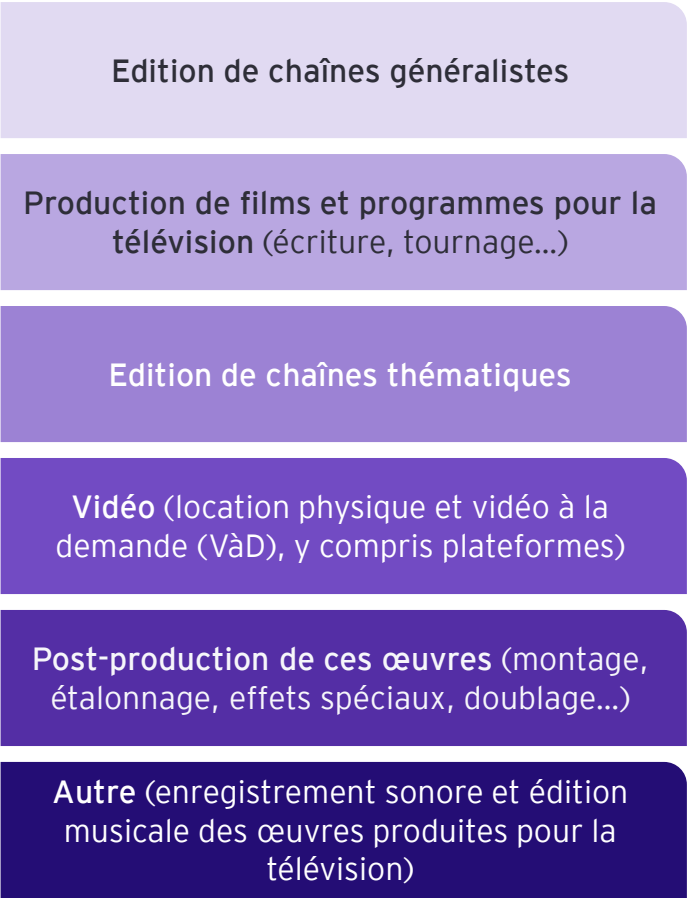 Edition de chaînes généralistes
Production de films et programmes pour la
télévision (écriture, tournage...)
Edition de chaînes thématiques
Vidéo (location physique et vidéo à la
demande (VàD), y compris plateformes)
Post-production de ces œuvres (montage,
étalonnage, effets spéciaux, doublage...)
Autre (enregistrement sonore et édition
musicale des œuvres produites pour la
télévision)